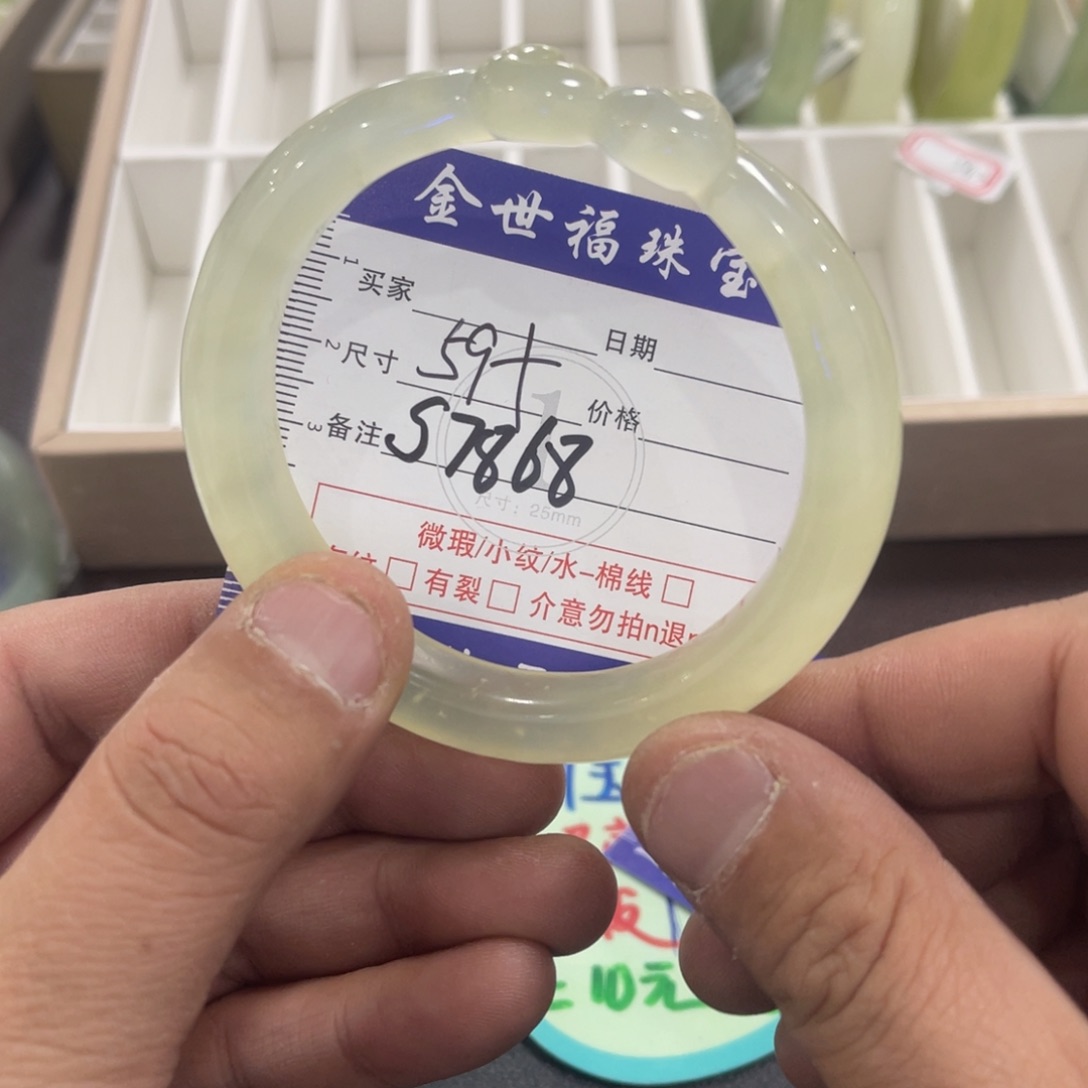 金世福珠宝
1 买家 日期
2 尺寸 59+ 价格
3 备注 S7868
尺寸：25mm
微瑕/小纹/水-棉线 □
□ 有裂 □ 介意勿拍n退
10元